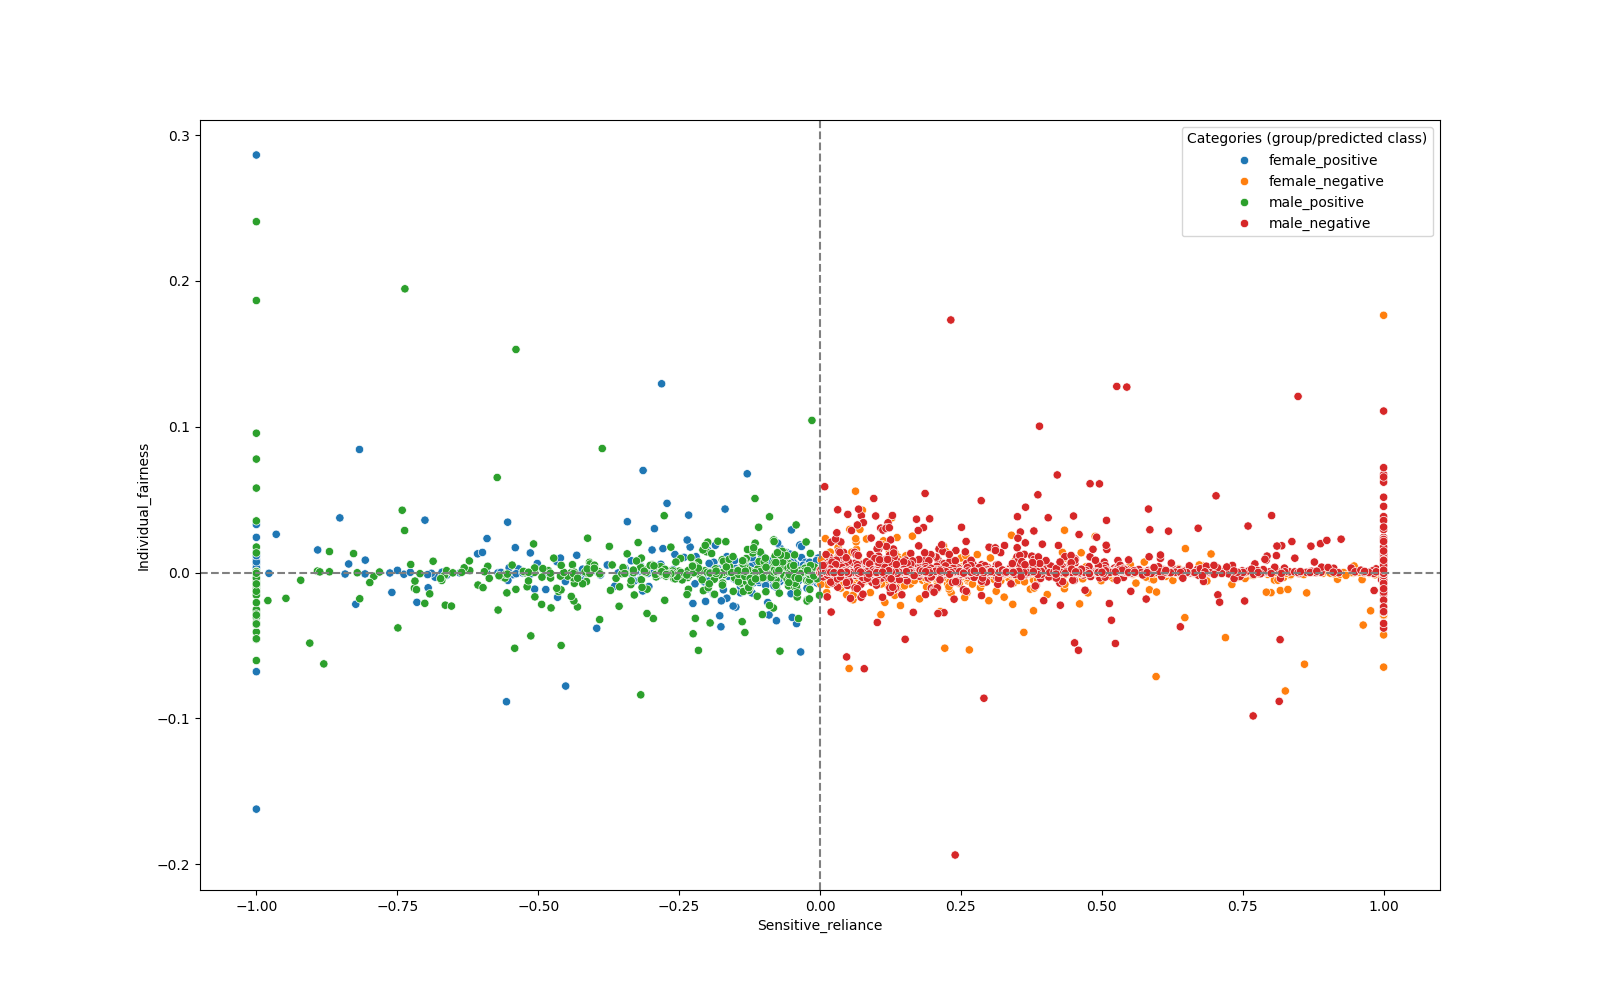 Categories (group/predicted class)
female_positive
female_negative
male_positive
male_negative
0.3
0.2
0.1
0.0
−0.1
−0.2
Individual_fairness
−1.00 −0.75 −0.50 −0.25 0.00 0.25 0.50 0.75 1.00
Sensitive_reliance